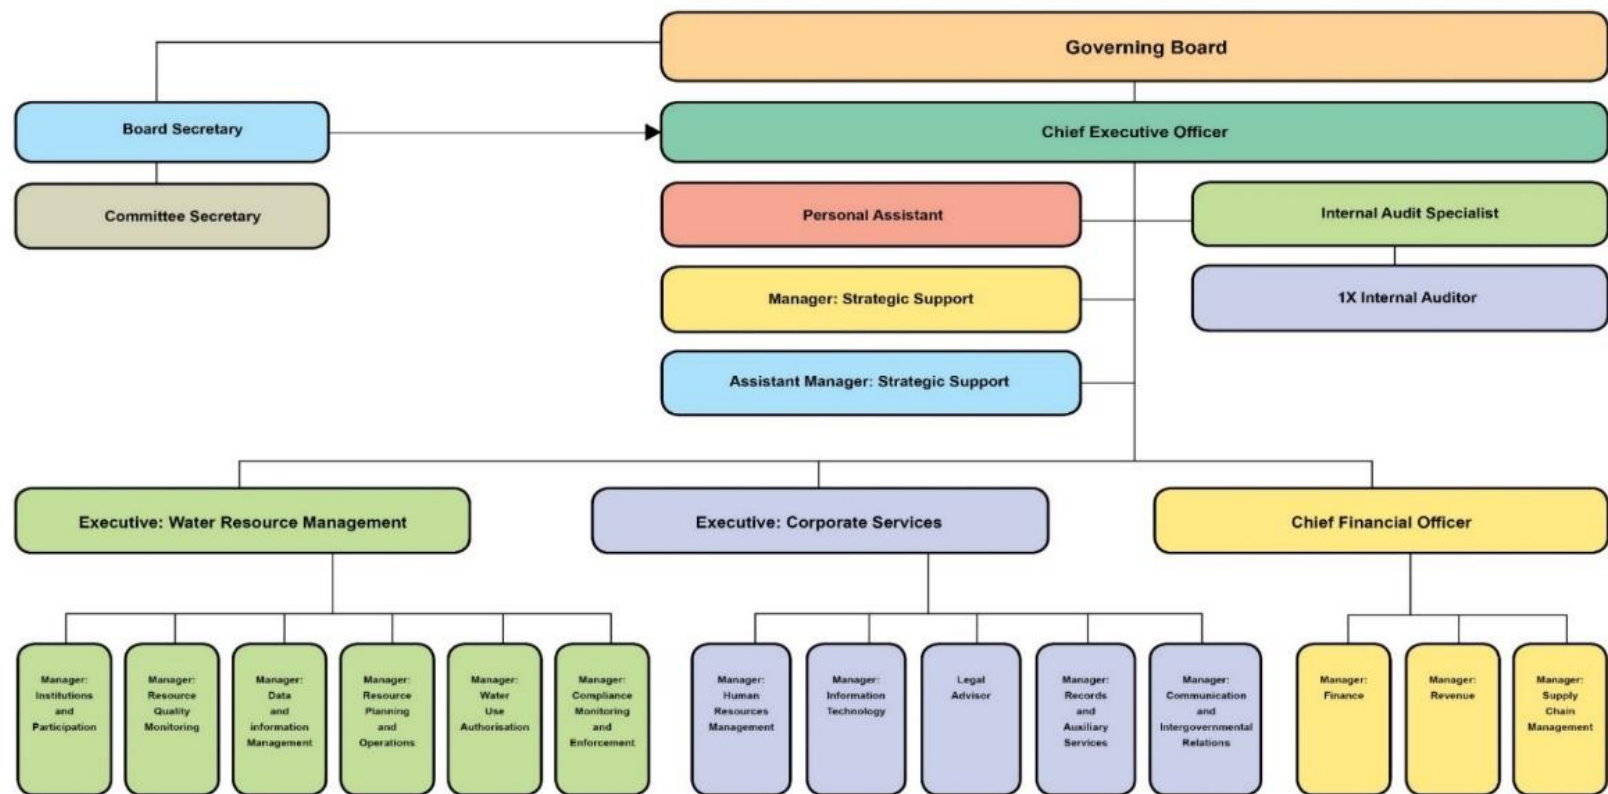 Governing Board
Board Secretary
Chief Executive Officer
Committee Secretary
Personal Assistant
Internal Audit Specialist
Manager: Strategic Support
1X Internal Auditor
Assistant Manager: Strategic Support
Executive: Water Resource Management
Executive: Corporate Services
Chief Financial Officer
Manager:
Institutions
and
Participation
Manager:
Resource
Quality
Monitoring
Manager:
Data
and
information
Management
Manager:
Resource
Planning
and
Operations
Manager:
Water
Use
Authorisation
Manager:
Compliance
Monitoring
and
Enforcement
Manager:
Human
Resources
Management
Manager:
Information
Technology
Legal
Advisor
Manager:
Records
and
Auxiliary
Services
Manager:
Communication
and
Intergovernmental
Relations
Manager:
Finance
Manager:
Revenue
Manager:
Supply
Chain
Management